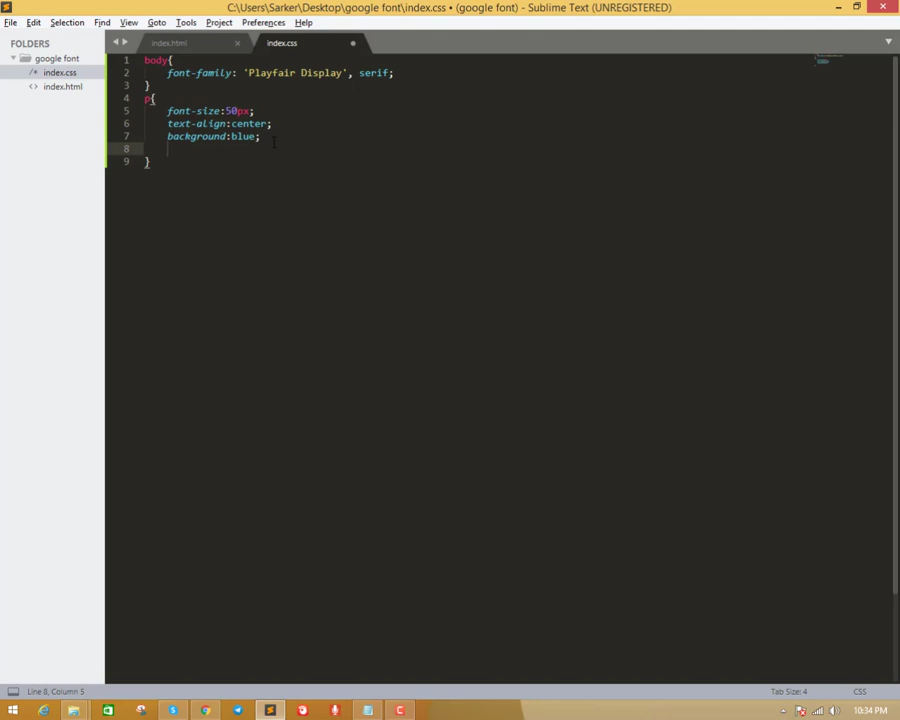 C:\Users\Sarker\Desktop\google font\index.css • (google font) - Sublime Text (UNREGISTERED)
File Edit Selection Find View Goto Tools Project Preferences Help
FOLDERS
google font
/* index.css
<> index.html
index.html
index.css
1 body{
2 font-family: 'Playfair Display', serif;
3 }
4 p{
5 font-size:50px;
6 text-align:center;
7 background:blue;
8
9 }
Line 8, Column 5
Tab Size: 4
CSS
10:34 PM